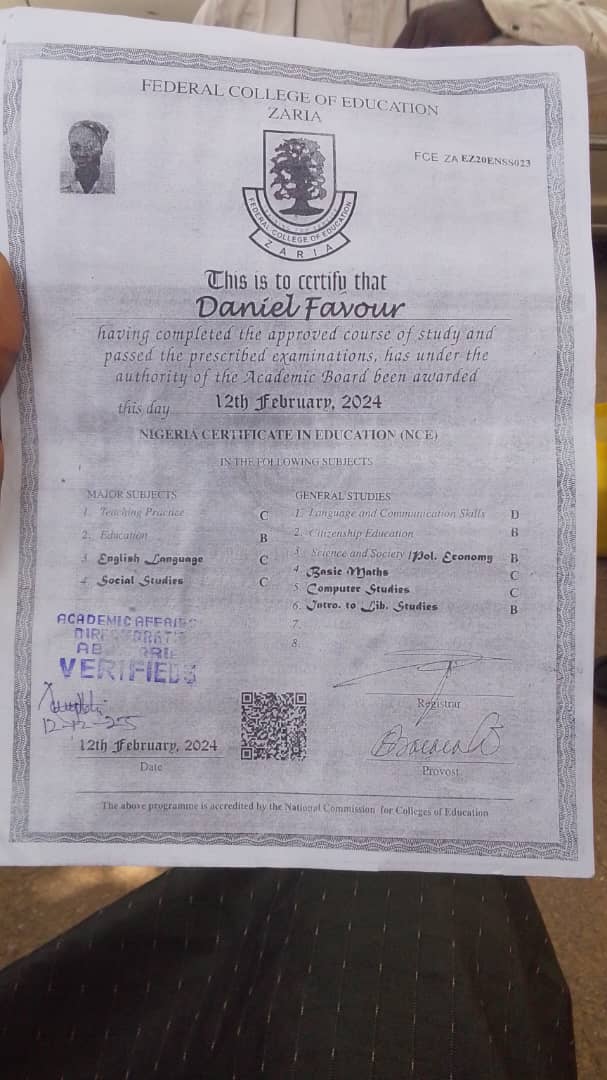 FEDERAL COLLEGE OF EDUCATION
ZARIA
FCE ZA EZ20ENSS023
FEDERAL COLLEGE OF EDUCATION
ZARIA
This is to certify that
Daniel Favour
having completed the approved course of study and
passed the prescribed examinations, has under the
authority of the Academic Board been awarded
this day 12th February, 2024
NIGERIA CERTIFICATE IN EDUCATION (NCE)
IN THE FOLLOWING SUBJECTS
MAJOR SUBJECTS
1. Teaching Practice C
2. Education B
3. English Language C
4. Social Studies C
GENERAL STUDIES
1. Language and Communication Skills D
2. Citizenship Education B
3. Science and Society /Pol. Economy B
4. Basic Maths C
5. Computer Studies C
6. Intro. to Lib. Studies B
7.
8.
ACADEMIC AFFAIRS
VERIFIED
12-12-25
12th February, 2024
Date
Registrar
Provost
The above programme is accredited by the National Commission for Colleges of Education